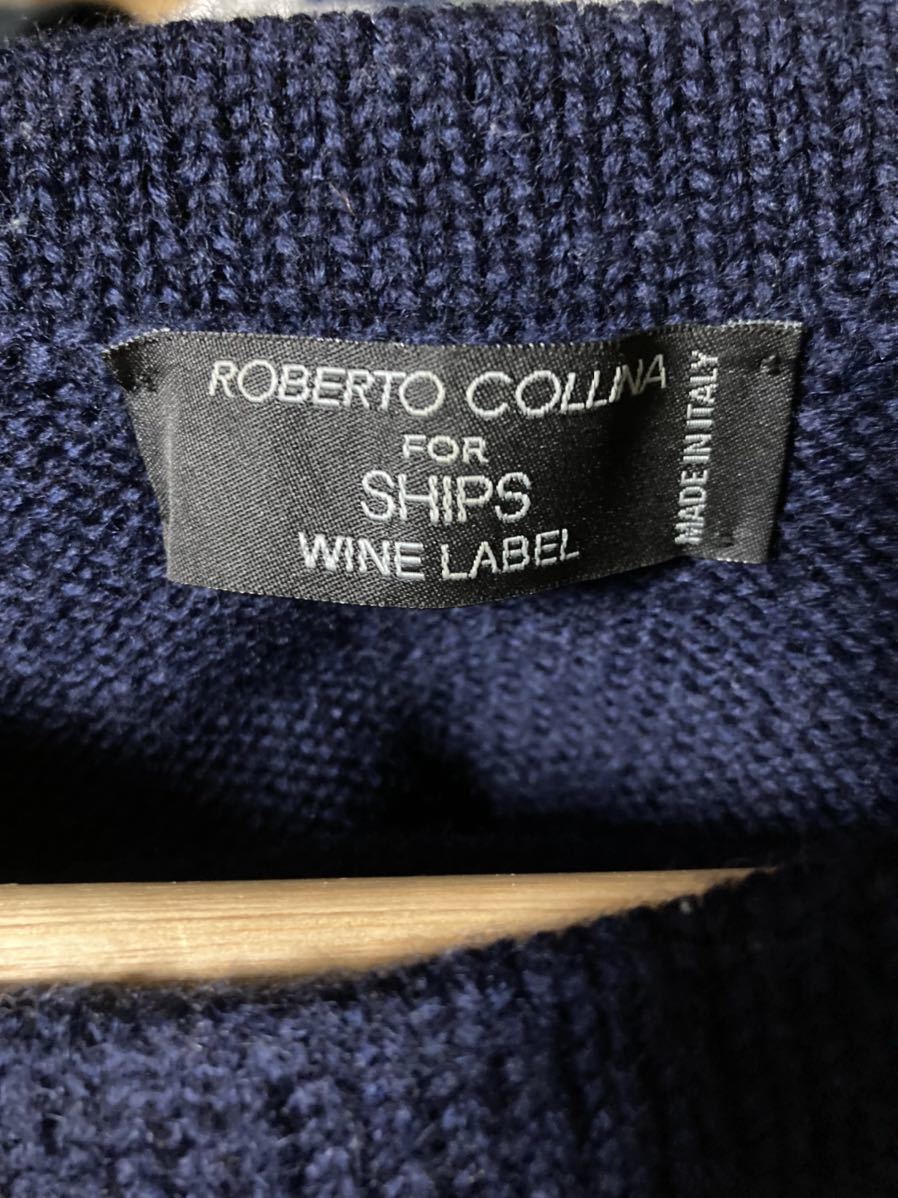 ROBERTO COLLINA
FOR
SHIPS
WINE LABEL
MADE IN ITALY